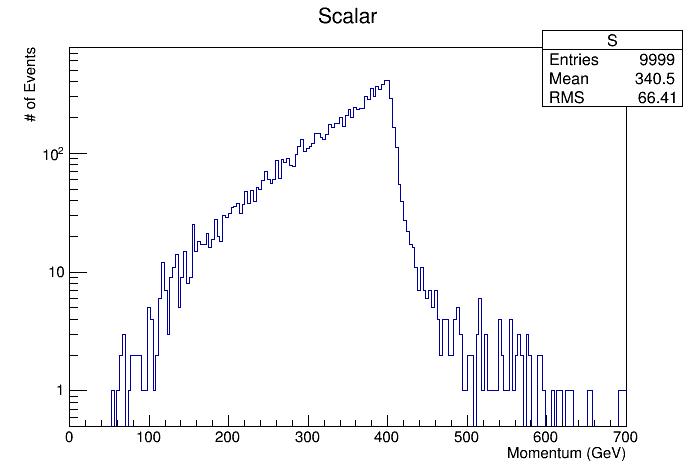 Scalar
S
Entries 9999
Mean 340.5
RMS 66.41
# of Events
10²
10
1
0 100 200 300 400 500 600 700
Momentum (GeV)